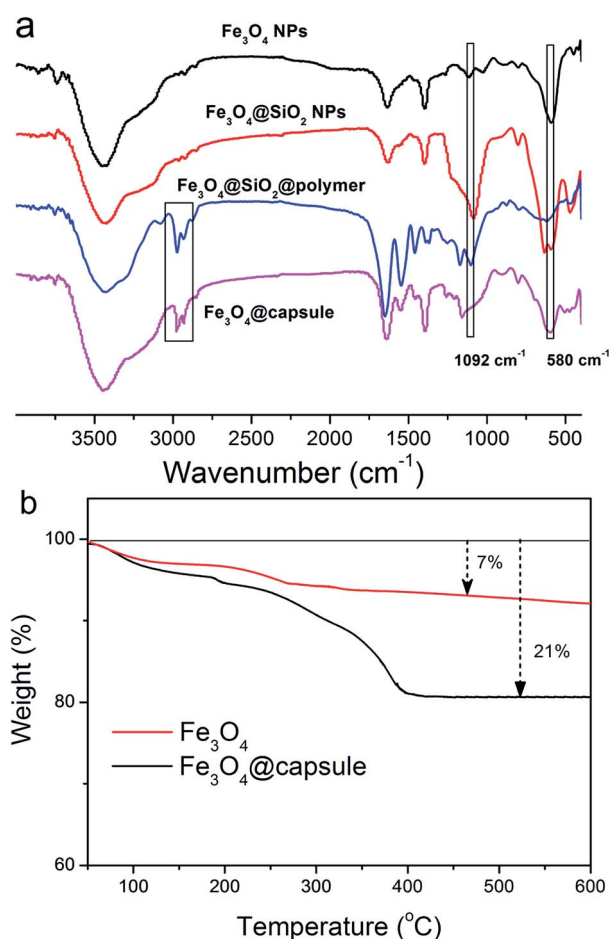 a
Fe₃O₄ NPs
Fe₃O₄@SiO₂ NPs
Fe₃O₄@SiO₂@polymer
Fe₃O₄@capsule
1092 cm⁻¹ 580 cm⁻¹
3500 3000 2500 2000 1500 1000 500
Wavenumber (cm⁻¹)
b
100
7%
21%
80
Fe₃O₄
Fe₃O₄@capsule
60
100 200 300 400 500 600
Weight (%)
Temperature (°C)